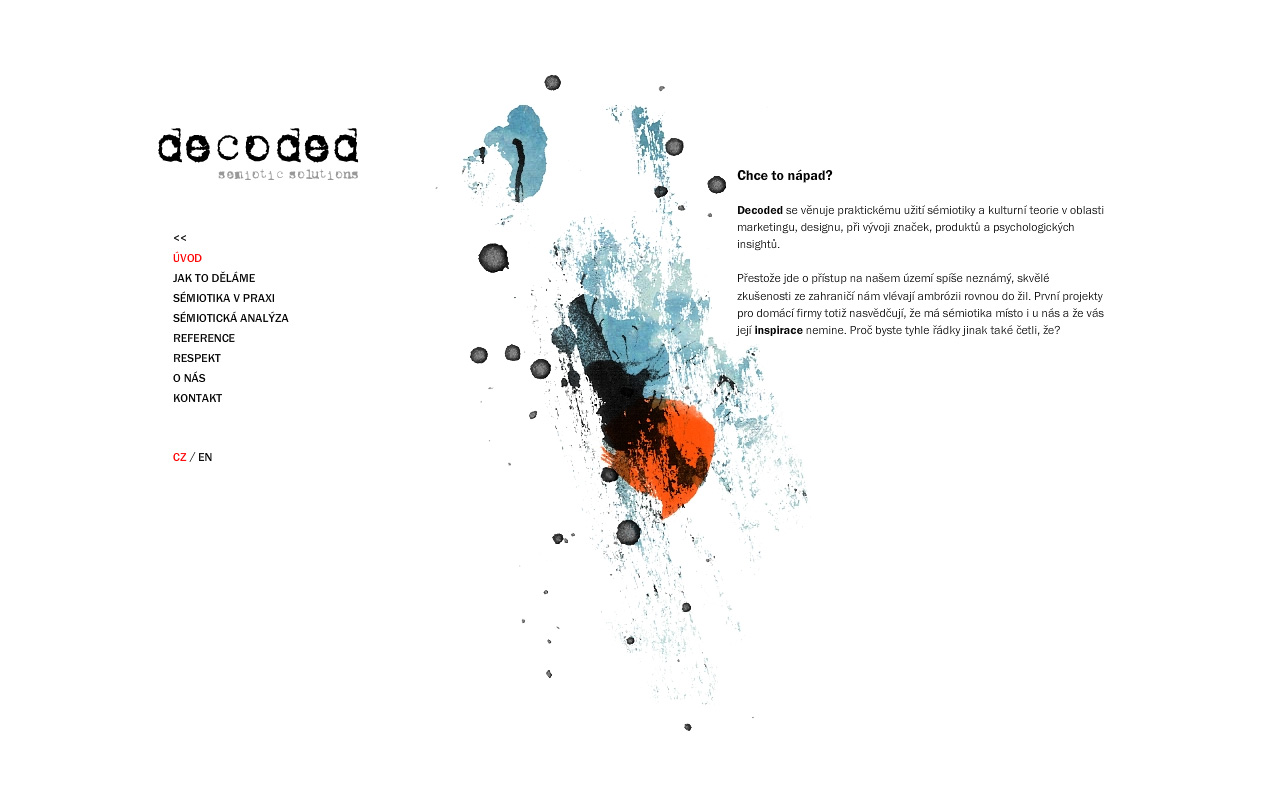 decoded
semiotic solutions
<<
ÚVOD
JAK TO DĚLÁME
SÉMIOTIKA V PRAXI
SÉMIOTICKÁ ANALÝZA
REFERENCE
RESPEKT
O NÁS
KONTAKT
CZ / EN
Chce to nápad?
Decoded se věnuje praktickému užití sémiotiky a kulturní teorie v oblasti
marketingu, designu, při vývoji značek, produktů a psychologických
insightů.
Přestože jde o přístup na našem území spíše neznámý, skvělé
zkušenosti ze zahraničí nám vlévají ambrózii rovnou do žil. První projekty
pro domácí firmy totiž nasvědčují, že má sémiotika místo i u nás a že vás
její inspirace nemine. Proč byste tyhle řádky jinak také četli, že?